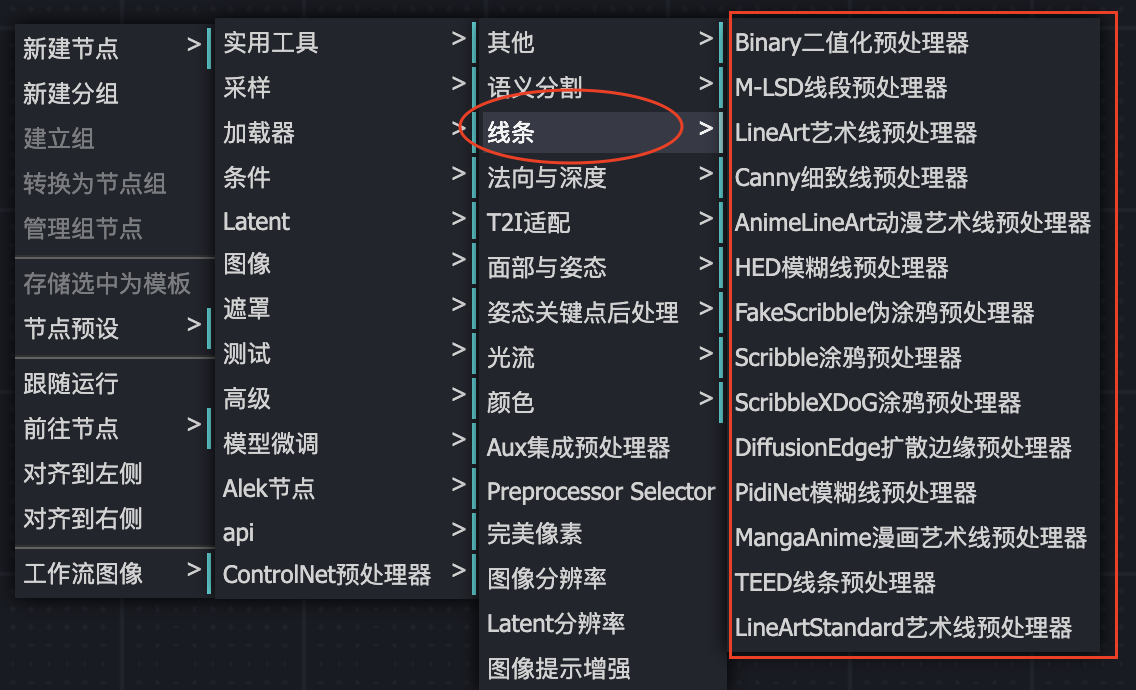 新建节点 >
新建分组
建立组
转换为节点组
管理组节点
存储选中为模板
节点预设 >
跟随运行
前往节点 >
对齐到左侧
对齐到右侧
工作流图像 >
实用工具 >
采样 >
加载器 >
条件 >
Latent >
图像 >
遮罩 >
测试 >
高级 >
模型微调 >
Alek节点 >
api >
ControlNet预处理器 >
其他 >
语义分割 >
线条 >
法向与深度 >
T2I适配 >
面部与姿态 >
姿态关键点后处理 >
光流 >
颜色 >
Aux集成预处理器
Preprocessor Selector
完美像素
图像分辨率
Latent分辨率
图像提示增强
Binary二值化预处理器
M-LSD线段预处理器
LineArt艺术线预处理器
Canny细致线预处理器
AnimeLineArt动漫艺术线预处理器
HED模糊线预处理器
FakeScribble伪涂鸦预处理器
Scribble涂鸦预处理器
ScribbleXDoG涂鸦预处理器
DiffusionEdge扩散边缘预处理器
PidiNet模糊线预处理器
MangaAnime漫画艺术线预处理器
TEED线条预处理器
LineArtStandard艺术线预处理器